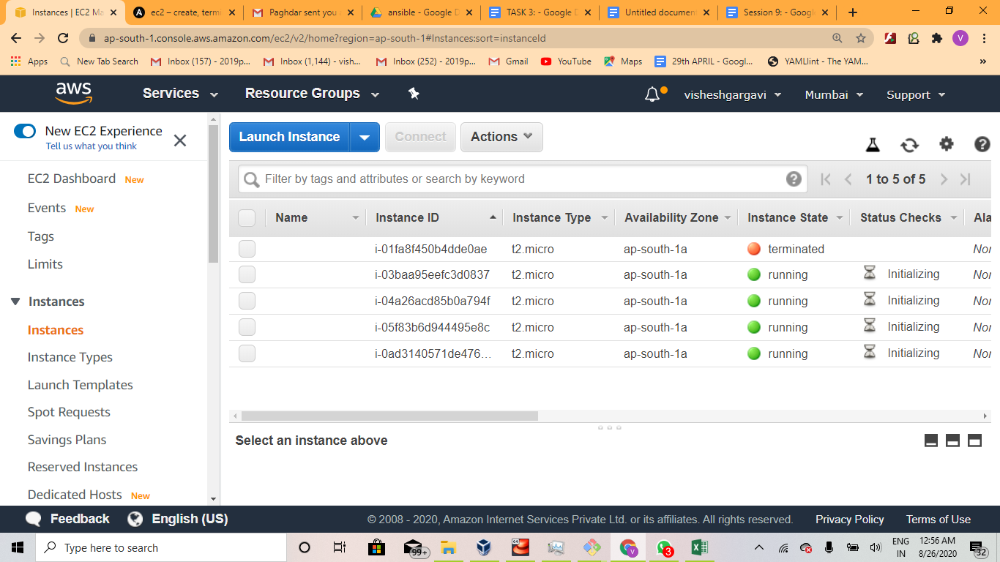 Instances | EC2 Ma
ec2 – create, termi
Paghdar sent you
ansible - Google D
TASK 3: - Google D
Untitled documen
Session 9: - Googl
ap-south-1.console.aws.amazon.com/ec2/v2/home?region=ap-south-1#Instances:sort=instanceId
V
Apps
New Tab Search
Inbox (157) - 2019p...
Inbox (1,144) - vish...
Inbox (252) - 2019p...
Gmail
YouTube
Maps
29th APRIL - Googl...
YAMLlint - The YAM...
aws
Services
Resource Groups
visheshgargavi
Mumbai
Support
New EC2 Experience
Tell us what you think
EC2 Dashboard New
Events New
Tags
Limits
Instances
Instances
Instance Types
Launch Templates
Spot Requests
Savings Plans
Reserved Instances
Dedicated Hosts New
Launch Instance
Connect
Actions
Filter by tags and attributes or search by keyword
1 to 5 of 5
Name Instance ID Instance Type Availability Zone Instance State Status Checks Ala
i-01fa8f450b4dde0ae t2.micro ap-south-1a terminated Nor
i-03baa95eefc3d0837 t2.micro ap-south-1a running Initializing Nor
i-04a26acd85b0a794f t2.micro ap-south-1a running Initializing Nor
i-05f83b6d944495e8c t2.micro ap-south-1a running Initializing Nor
i-0ad3140571de476... t2.micro ap-south-1a running Initializing Nor
Select an instance above
Feedback
English (US)
© 2008 - 2020, Amazon Internet Services Private Ltd. or its affiliates. All rights reserved.
Privacy Policy
Terms of Use
Type here to search
99+
64
V
3
ENG
IN
12:56 AM
8/26/2020
32